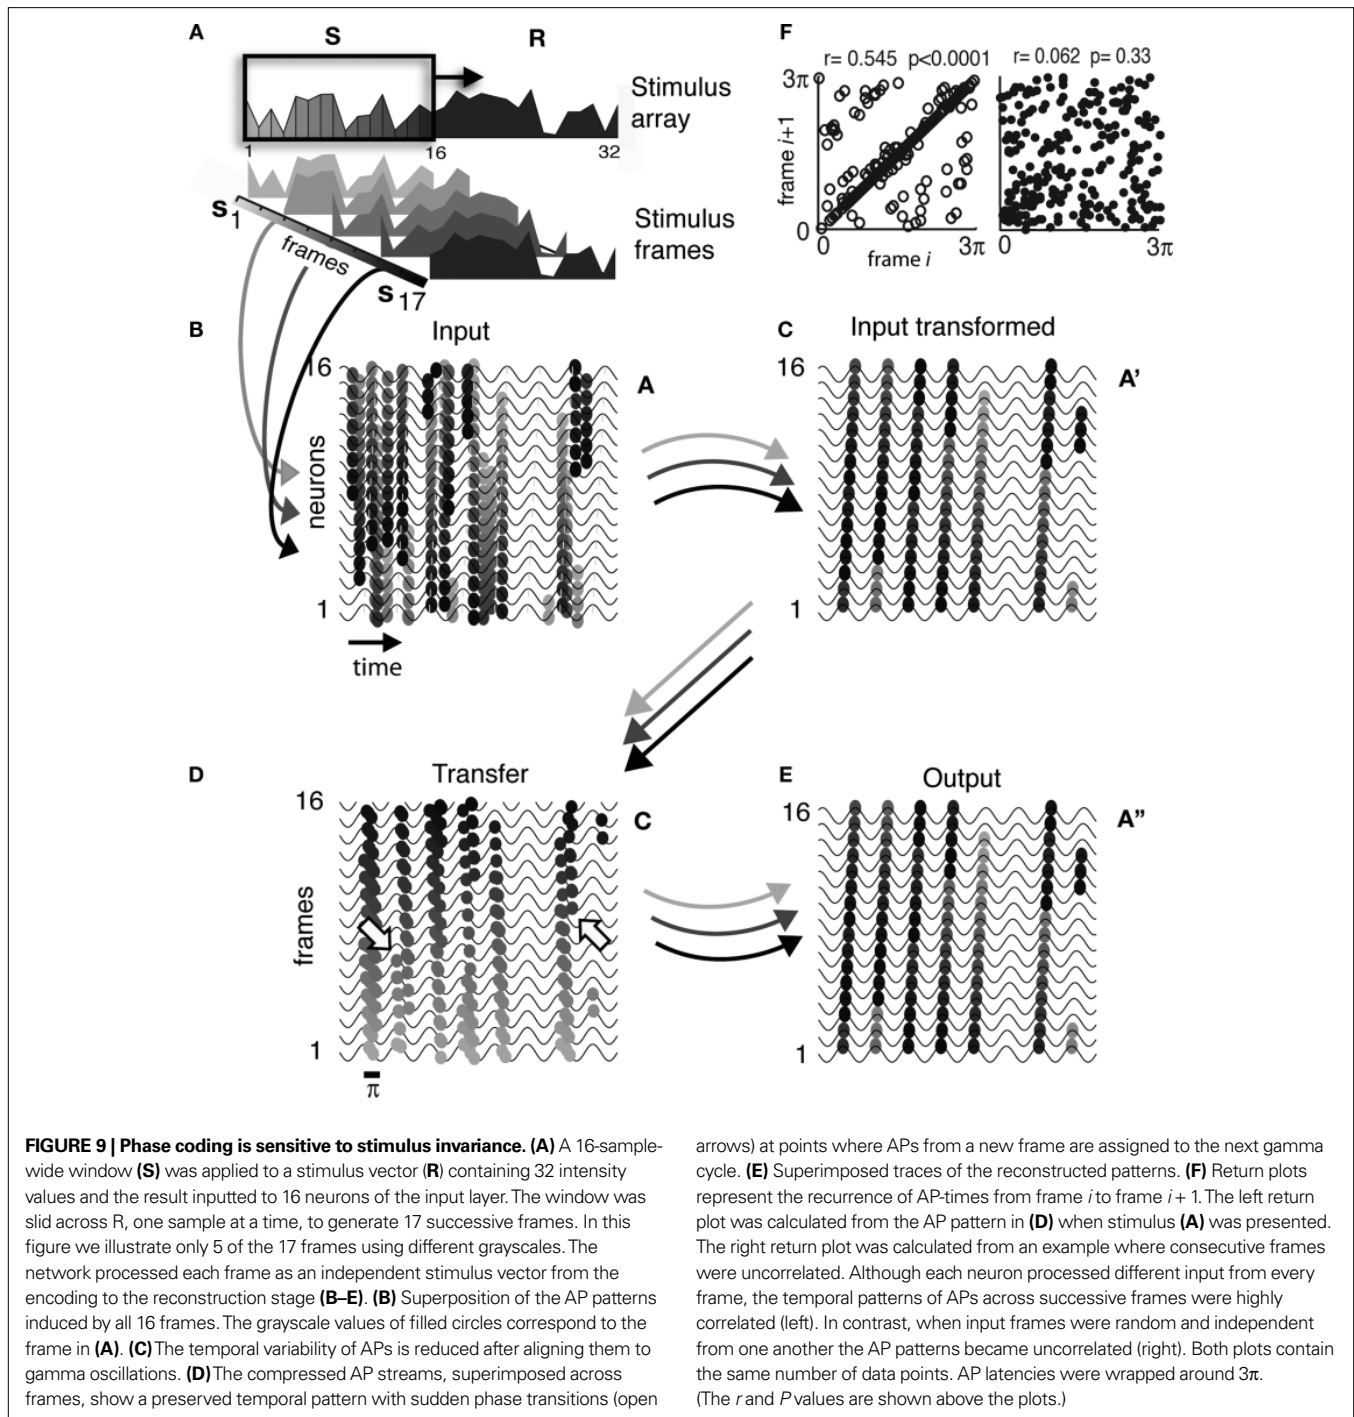 A
S
R
Stimulus
array
1
16
32
S1
frames
S17
Stimulus
frames
F
r= 0.545 p<0.0001
r= 0.062 p= 0.33
3π
frame i+1
0
0
3π
frame i
0
3π
B
Input
16
neurons
1
time
A
C
Input transformed
16
1
A'
D
Transfer
16
frames
1
π
C
E
Output
16
1
A"
FIGURE 9 | Phase coding is sensitive to stimulus invariance. (A) A 16-sample-
wide window (S) was applied to a stimulus vector (R) containing 32 intensity
values and the result inputted to 16 neurons of the input layer. The window was
slid across R, one sample at a time, to generate 17 successive frames. In this
figure we illustrate only 5 of the 17 frames using different grayscales. The
network processed each frame as an independent stimulus vector from the
encoding to the reconstruction stage (B–E). (B) Superposition of the AP patterns
induced by all 16 frames. The grayscale values of filled circles correspond to the
frame in (A). (C) The temporal variability of APs is reduced after aligning them to
gamma oscillations. (D) The compressed AP streams, superimposed across
frames, show a preserved temporal pattern with sudden phase transitions (open
arrows) at points where APs from a new frame are assigned to the next gamma
cycle. (E) Superimposed traces of the reconstructed patterns. (F) Return plots
represent the recurrence of AP-times from frame i to frame i + 1. The left return
plot was calculated from the AP pattern in (D) when stimulus (A) was presented.
The right return plot was calculated from an example where consecutive frames
were uncorrelated. Although each neuron processed different input from every
frame, the temporal patterns of APs across successive frames were highly
correlated (left). In contrast, when input frames were random and independent
from one another the AP patterns became uncorrelated (right). Both plots contain
the same number of data points. AP latencies were wrapped around 3π.
(The r and P values are shown above the plots.)